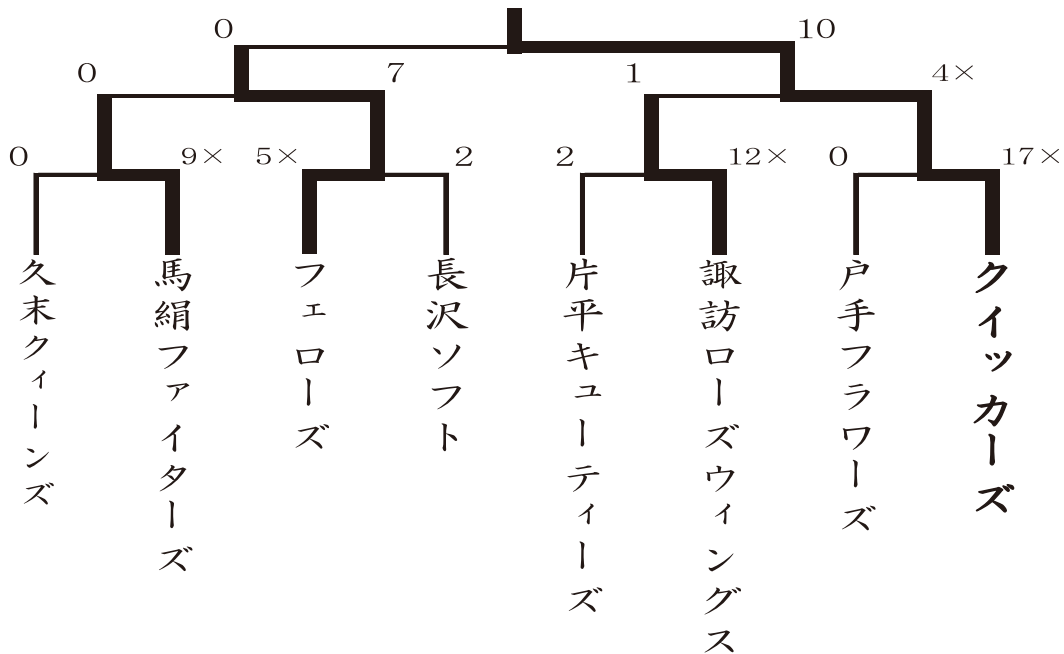 0
10
0
7
1
4×
0
9×
5×
2
2
12×
0
17×
久末クィーンズ
馬絹ファイターズ
フェローズ
長沢ソフト
片平キューティーズ
諏訪ローズウィングス
戸手フラワーズ
クイッカーズ